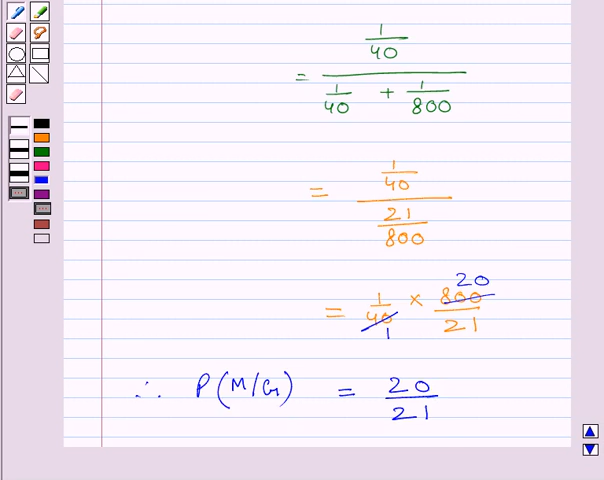 1/40
= 1/40 + 1/800
= 1/40
21/800
20
= 1/40 × 800/21
1
∴ P(M/G) = 20/21